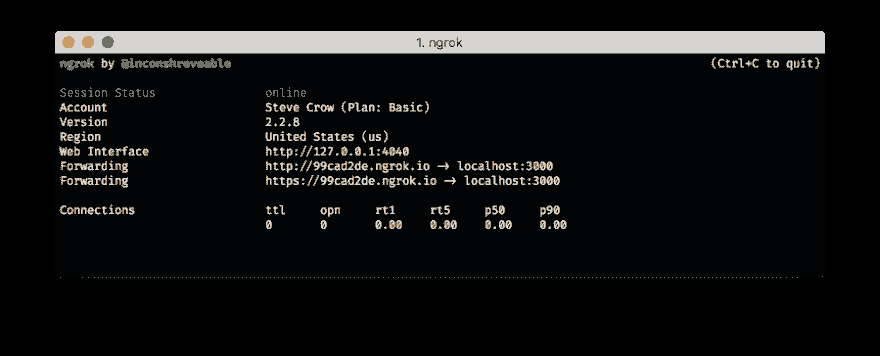 1. ngrok
ngrok by @inconshreveable (Ctrl+C to quit)
Session Status online
Account Steve Crow (Plan: Basic)
Version 2.2.8
Region United States (us)
Web Interface http://127.0.0.1:4040
Forwarding http://99cad2de.ngrok.io → localhost:3000
Forwarding https://99cad2de.ngrok.io → localhost:3000
Connections ttl opn rt1 rt5 p50 p90
0 0 0.00 0.00 0.00 0.00